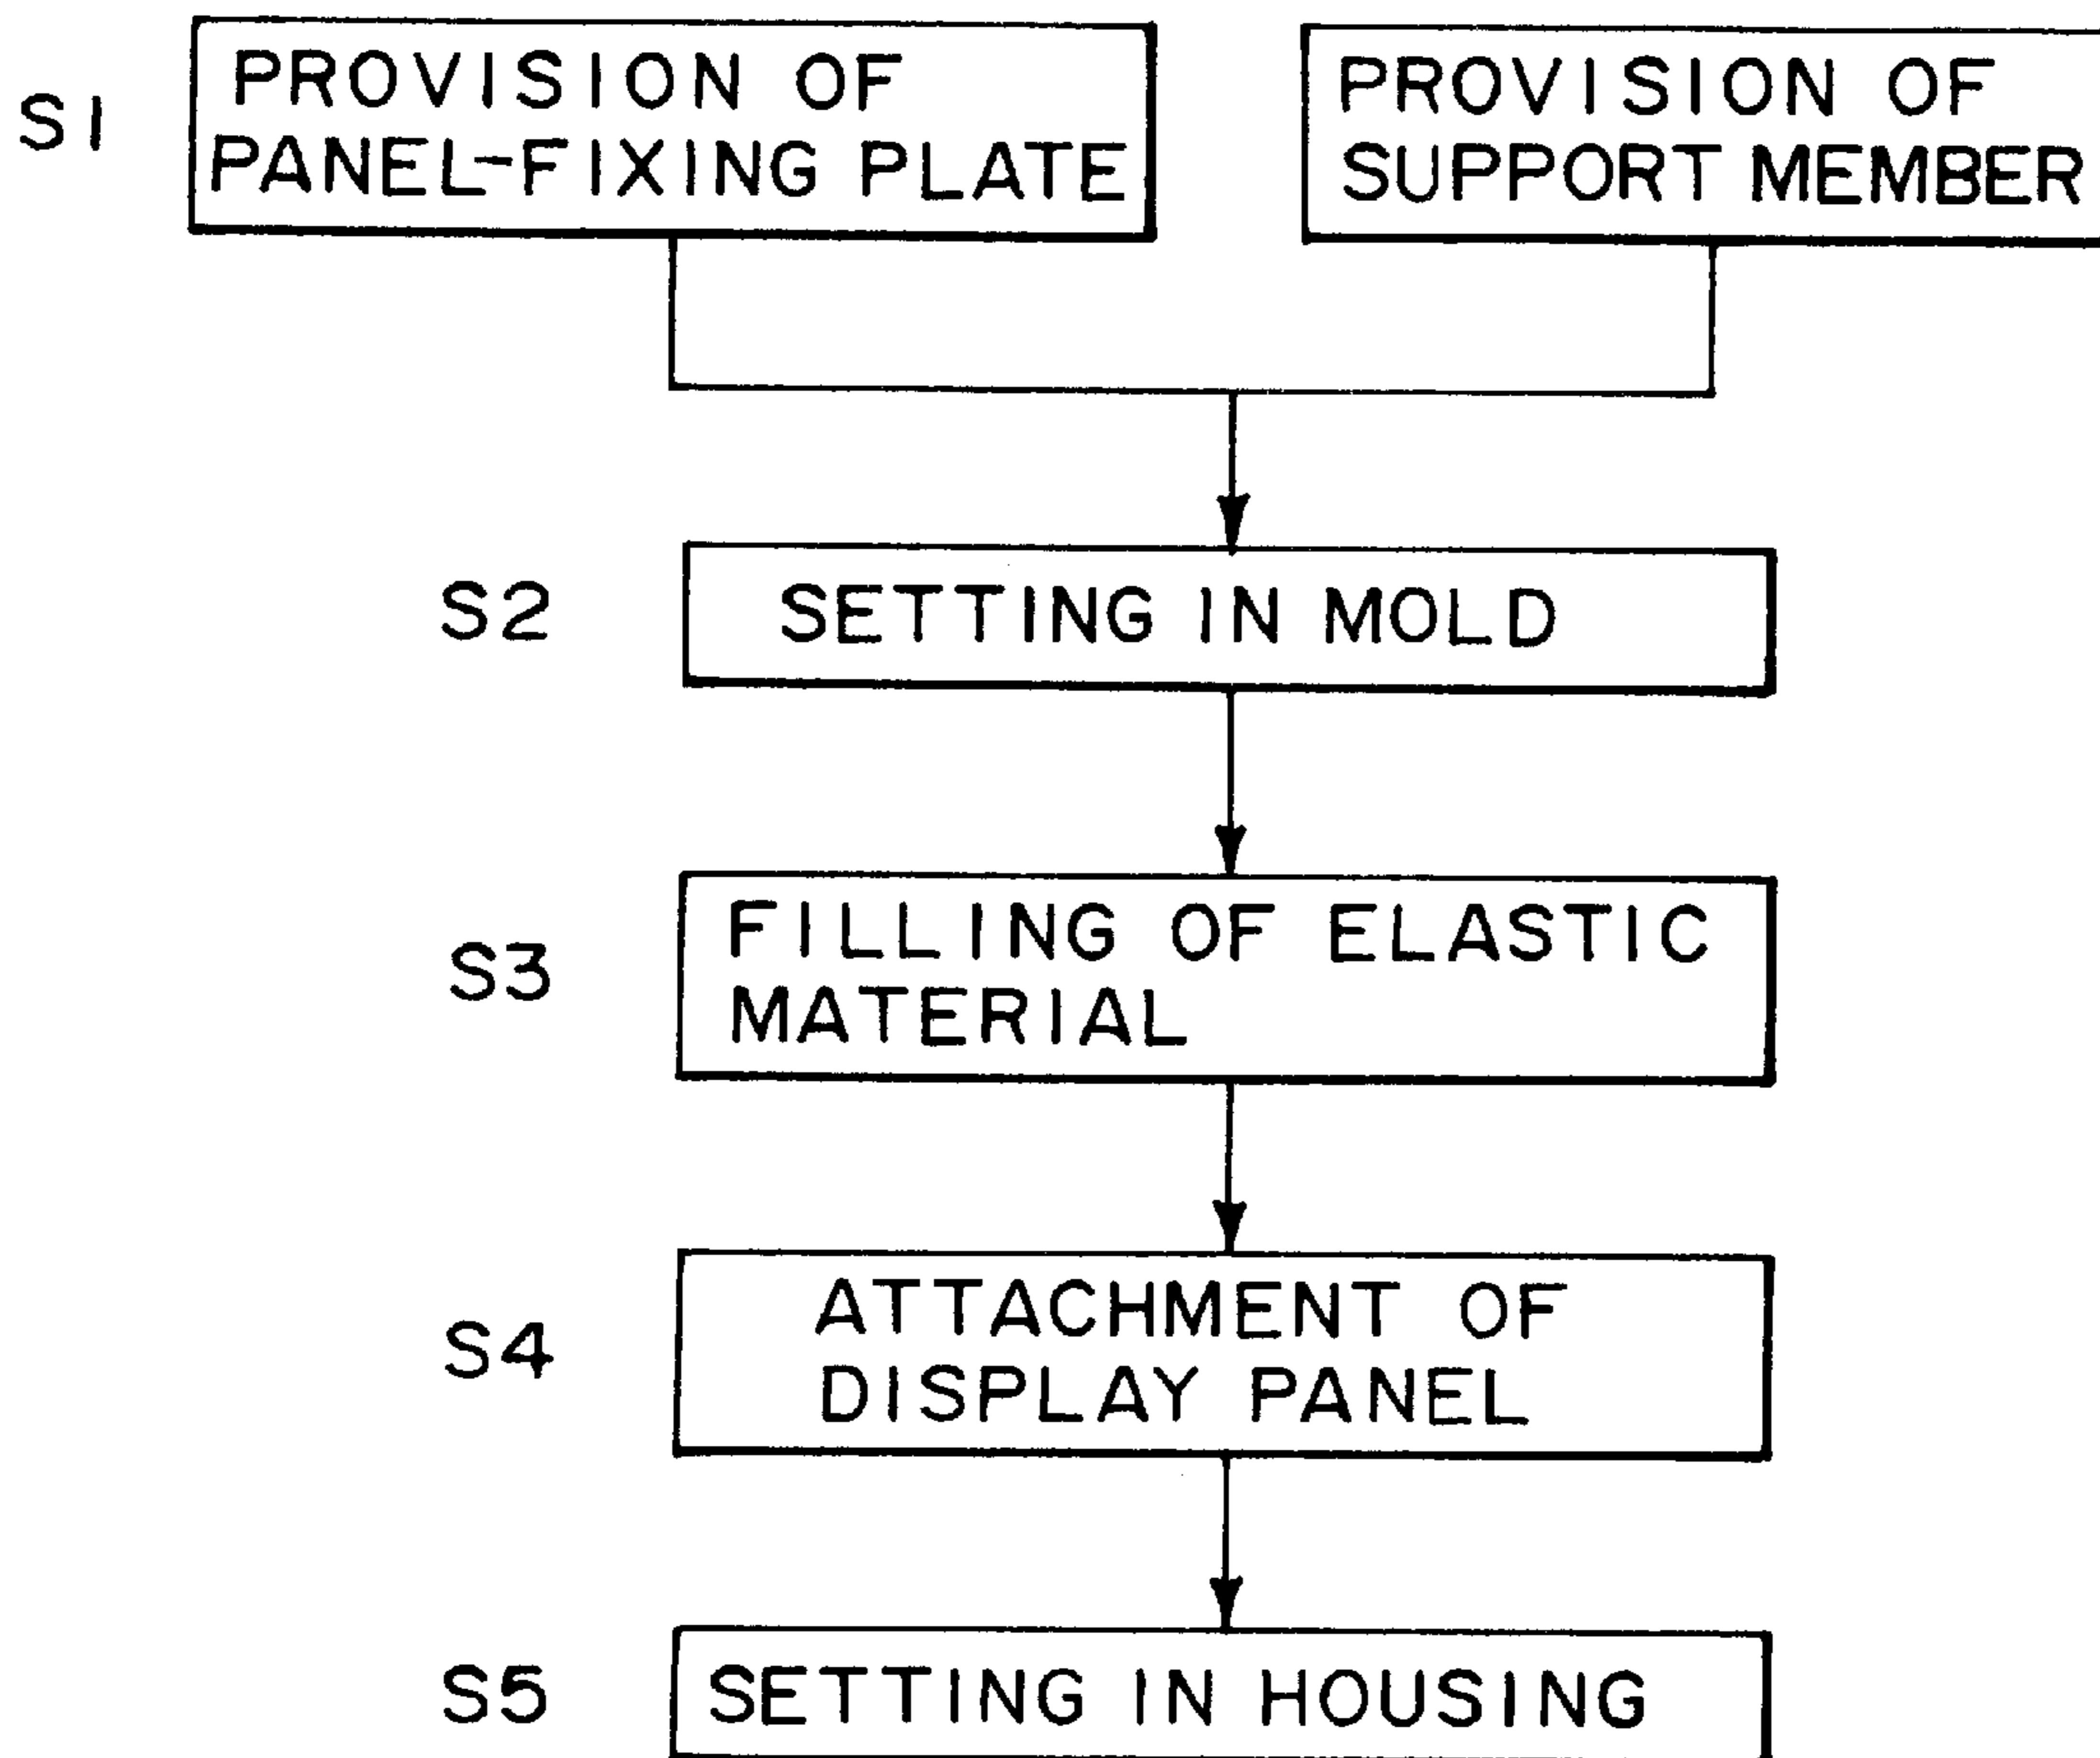 S1
PROVISION OF
PANEL-FIXING PLATE
PROVISION OF
SUPPORT MEMBER
S2
SETTING IN MOLD
S3
FILLING OF ELASTIC
MATERIAL
S4
ATTACHMENT OF
DISPLAY PANEL
S5
SETTING IN HOUSING